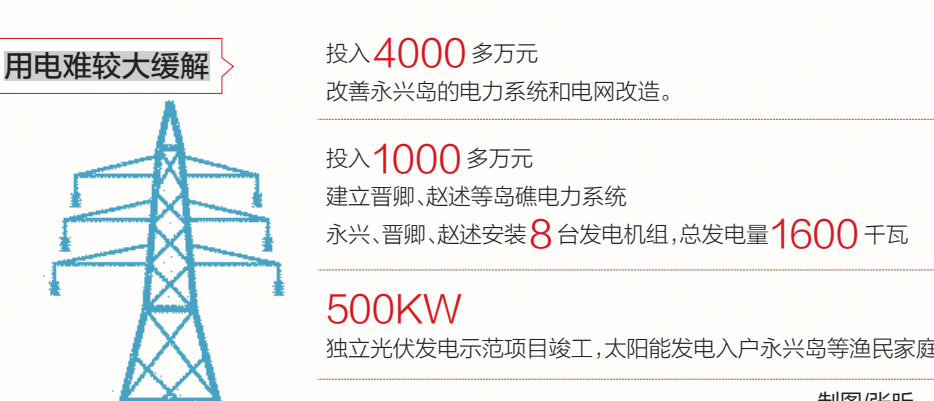 用电难较大缓解
投入4000多万元
改善永兴岛的电力系统和电网改造。
投入1000多万元
建立晋卿、赵述等岛礁电力系统
永兴、晋卿、赵述安装8台发电机组,总发电量1600千瓦
500KW
独立光伏发电示范项目竣工,太阳能发电入户永兴岛等渔民家庭
制图/张昕